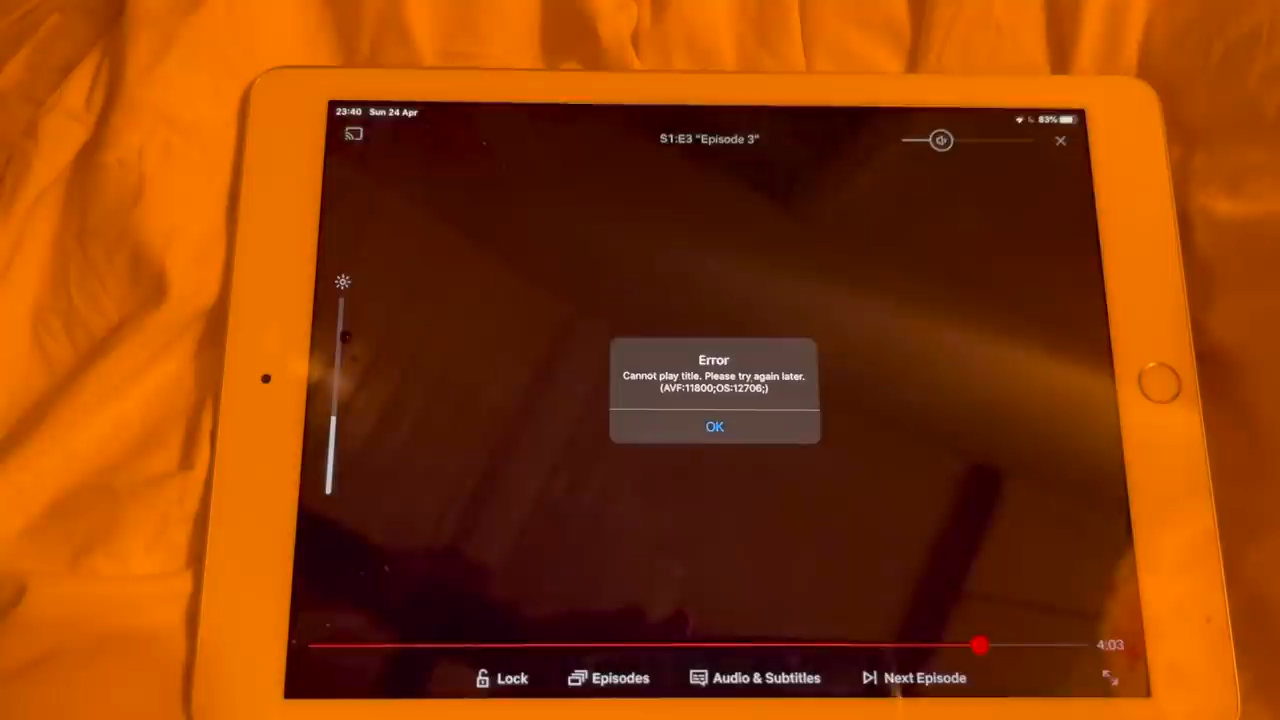 23:40 Sun 24 Apr
83%
S1:E3 "Episode 3"
Error
Cannot play title. Please try again later.
(AVF:11800;OS:12706;)
OK
4:03
Lock
Episodes
Audio & Subtitles
Next Episode